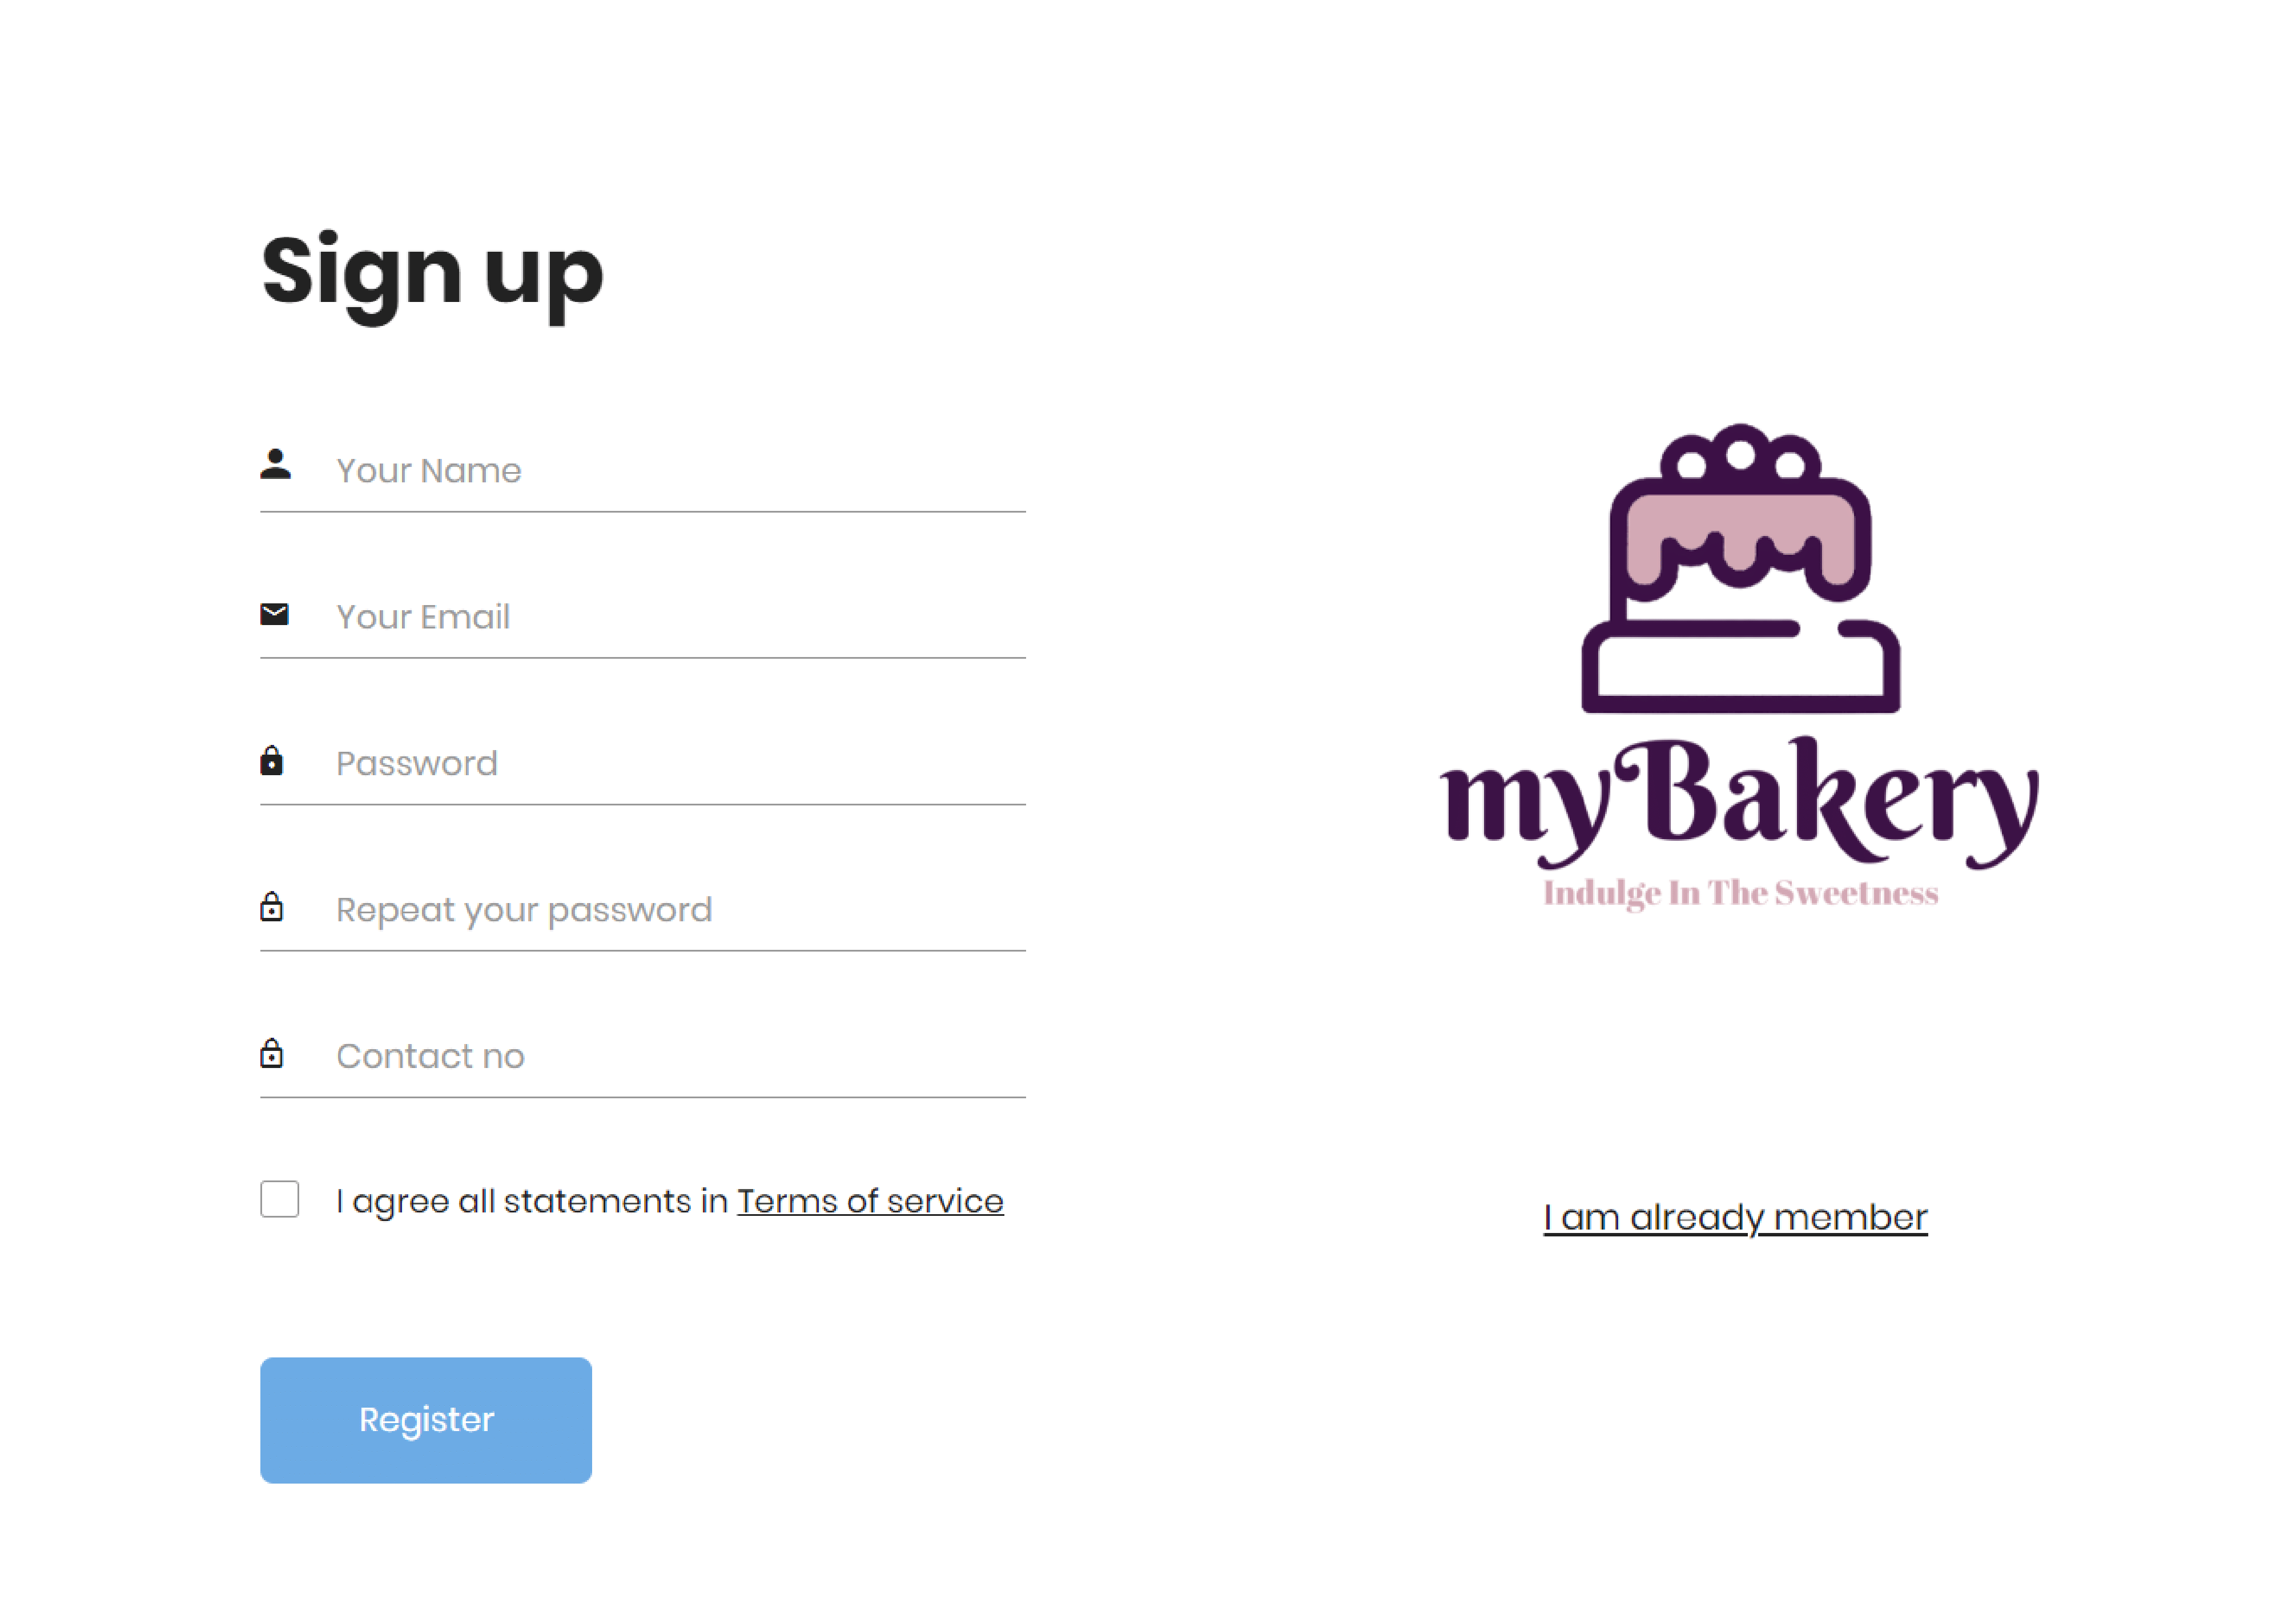 Sign up
Your Name
Your Email
Password
Repeat your password
Contact no
I agree all statements in Terms of service
Register
myBakery
Indulge In The Sweetness
I am already member